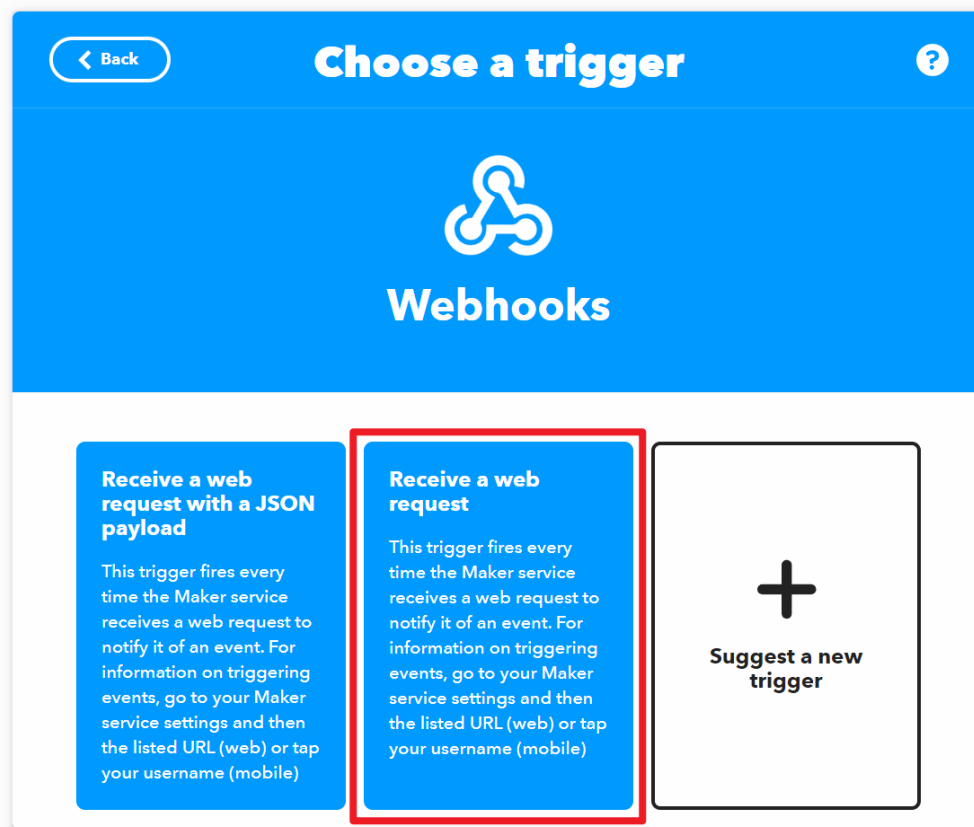 Back
Choose a trigger
?
Webhooks
Receive a web
request with a JSON
payload
This trigger fires every
time the Maker service
receives a web request to
notify it of an event. For
information on triggering
events, go to your Maker
service settings and then
the listed URL (web) or tap
your username (mobile)
Receive a web
request
This trigger fires every
time the Maker service
receives a web request to
notify it of an event. For
information on triggering
events, go to your Maker
service settings and then
the listed URL (web) or tap
your username (mobile)
Suggest a new
trigger